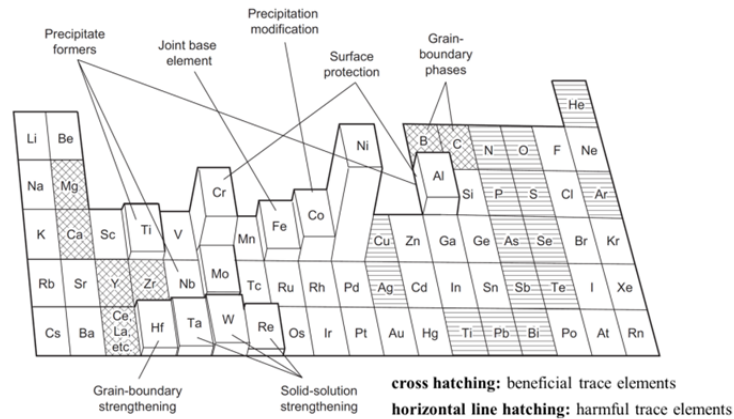 Precipitation
modification
Precipitate
formers
Joint base
element
Surface
protection
Grain-
boundary
phases
He
Li Be B C N O F Ne
Na Mg Al Si P S Cl Ar
K Ca Sc Ti V Cr Mn Fe Co Ni Cu Zn Ga Ge As Se Br Kr
Rb Sr Y Zr Nb Mo Tc Ru Rh Pd Ag Cd In Sn Sb Te I Xe
Cs Ba Ce, La, etc. Hf Ta W Re Os Ir Pt Au Hg Ti Pb Bi Po At Rn
Grain-boundary
strengthening
Solid-solution
strengthening
cross hatching: beneficial trace elements
horizontal line hatching: harmful trace elements